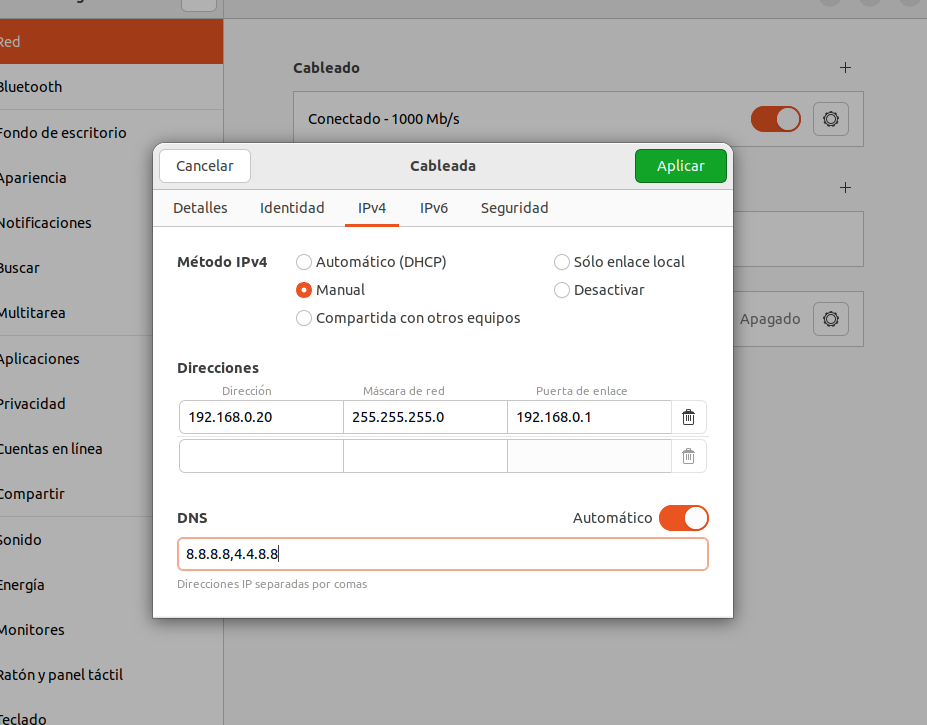 Red
Bluetooth
Fondo de escritorio
Apariencia
Notificaciones
Buscar
Multitarea
Aplicaciones
Privacidad
Cuentas en línea
Compartir
Sonido
Energía
Monitores
Ratón y panel táctil
Teclado
Cableado +
Conectado - 1000 Mb/s
+
Apagado
Cancelar Cableada Aplicar
Detalles Identidad IPv4 IPv6 Seguridad
Método IPv4 Automático (DHCP) Sólo enlace local
Manual Desactivar
Compartida con otros equipos
Direcciones
Dirección Máscara de red Puerta de enlace
192.168.0.20 255.255.255.0 192.168.0.1
DNS Automático
8.8.8.8,4.4.8.8
Direcciones IP separadas por comas